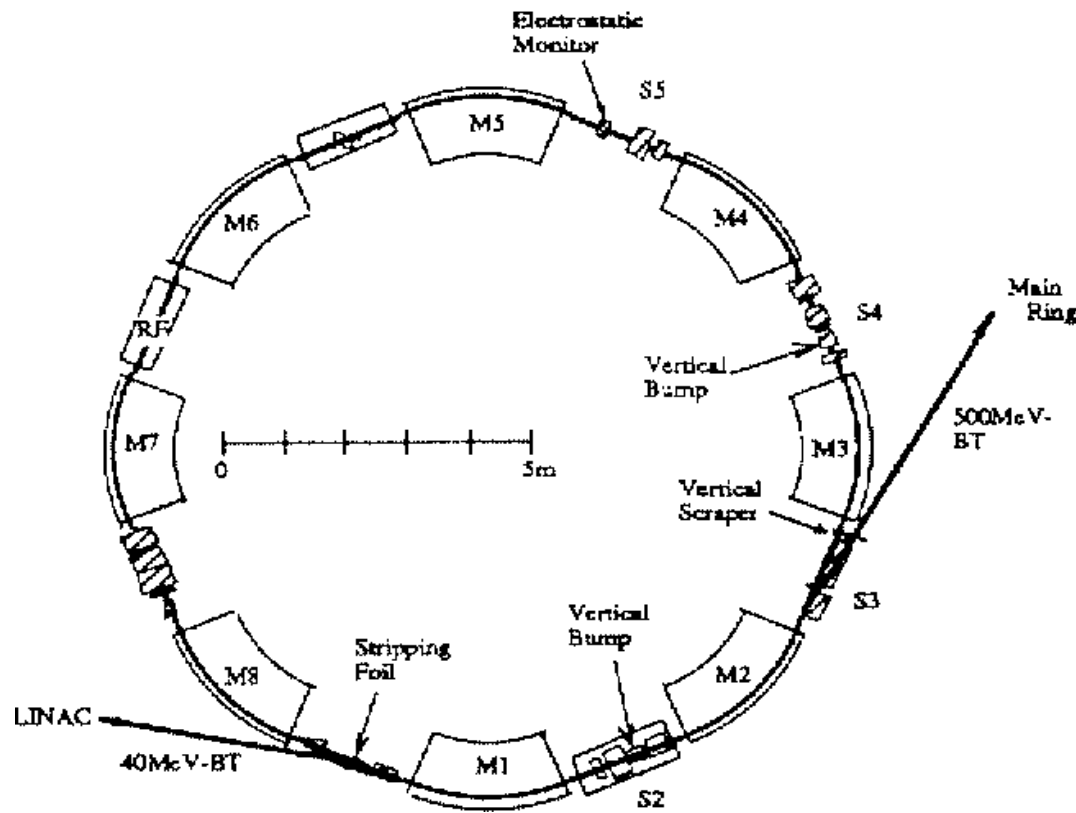 Electrostatic
Monitor
S5
M5
M4
M6
Main
Ring
S4
RF
Vertical
Bump
500MeV-
BT
M7
M3
0
5m
Vertical
Scraper
S3
Vertical
Bump
Stripping
Foil
M8
M2
LINAC
40MeV-BT
M1
S2